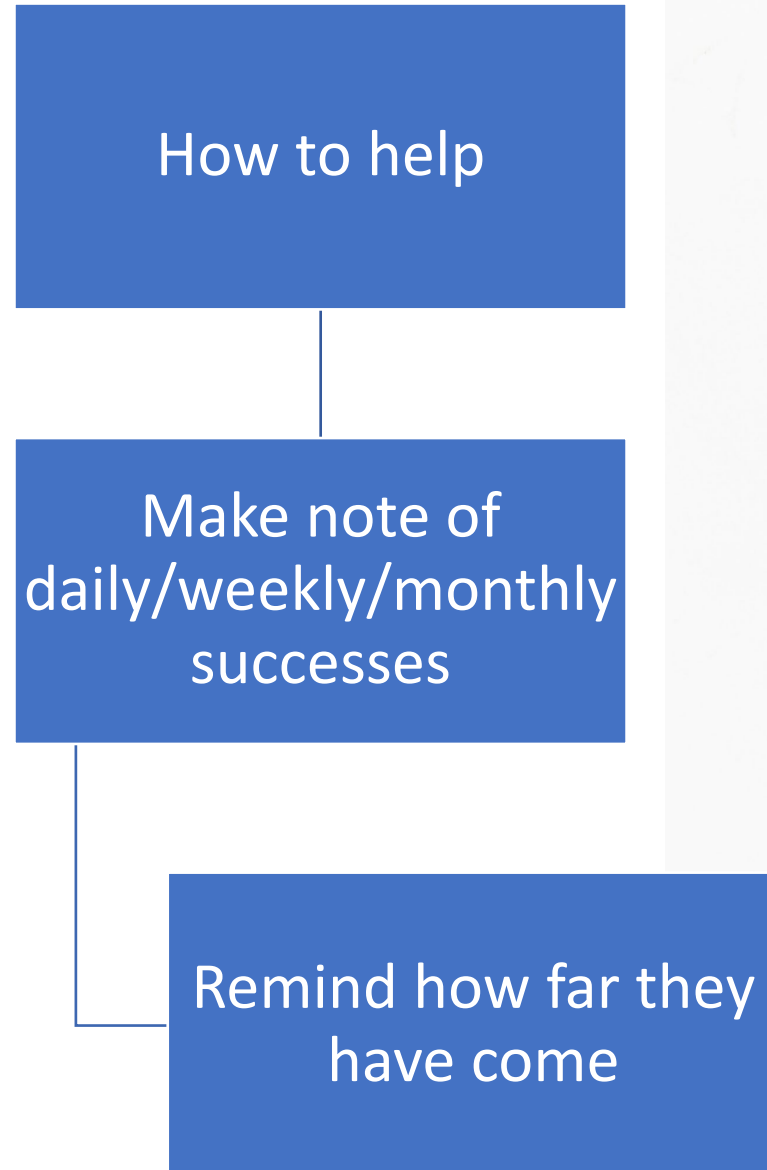 How to help
Make note of
daily/weekly/monthly
successes
Remind how far they
have come